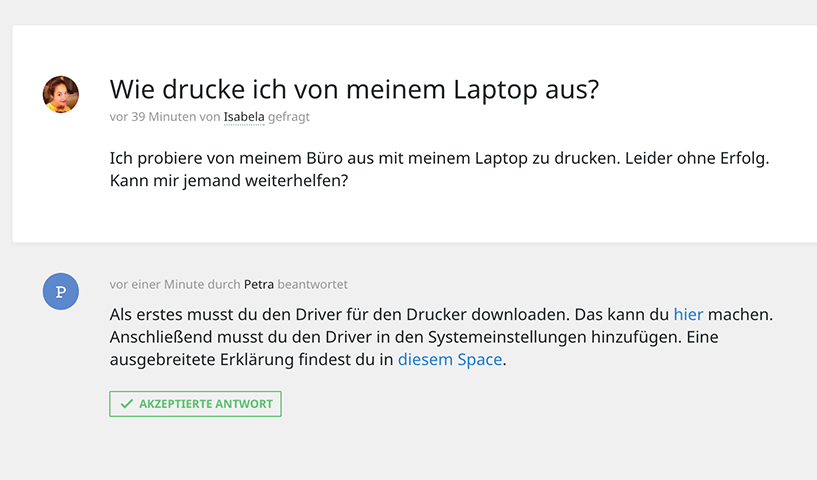 Wie drucke ich von meinem Laptop aus?
vor 39 Minuten von Isabela gefragt
Ich probiere von meinem Büro aus mit meinem Laptop zu drucken. Leider ohne Erfolg.
Kann mir jemand weiterhelfen?
P
vor einer Minute durch Petra beantwortet
Als erstes musst du den Driver für den Drucker downloaden. Das kann du hier machen.
Anschließend musst du den Driver in den Systemeinstellungen hinzufügen. Eine
ausgebreitete Erklärung findest du in diesem Space.
AKZEPTIERTE ANTWORT